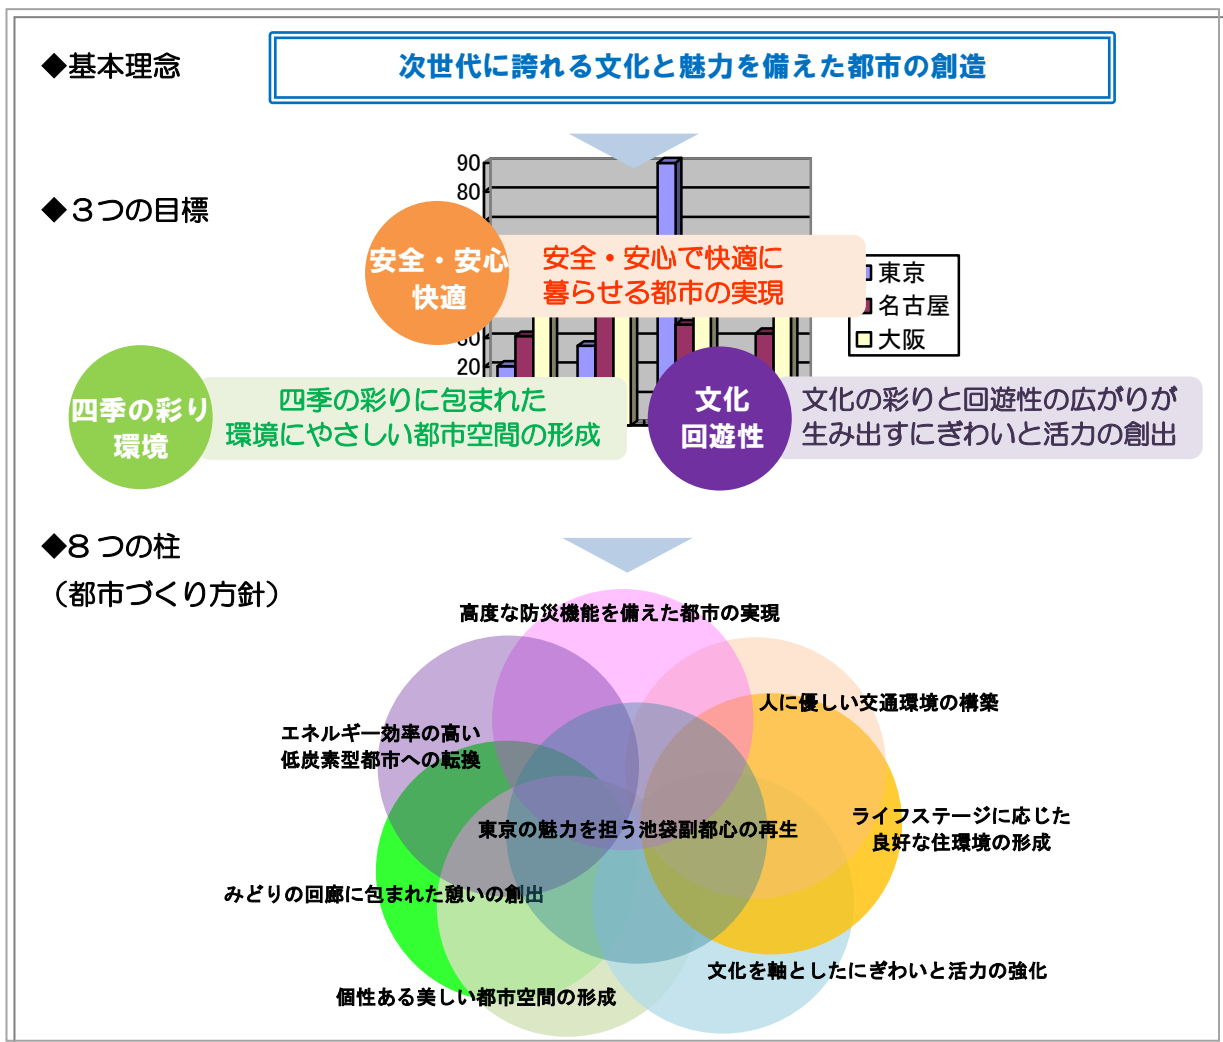 ◆基本理念
次世代に誇れる文化と魅力を備えた都市の創造
◆３つの目標
90
80
30
20
東京
名古屋
大阪
安全・安心
快適
安全・安心で快適に
暮らせる都市の実現
四季の彩り
環境
四季の彩りに包まれた
環境にやさしい都市空間の形成
文化
回遊性
文化の彩りと回遊性の広がりが
生み出すにぎわいと活力の創出
◆８つの柱
（都市づくり方針）
高度な防災機能を備えた都市の実現
人に優しい交通環境の構築
エネルギー効率の高い
低炭素型都市への転換
ライフステージに応じた
良好な住環境の形成
東京の魅力を担う池袋副都心の再生
みどりの回廊に包まれた憩いの創出
文化を軸としたにぎわいと活力の強化
個性ある美しい都市空間の形成